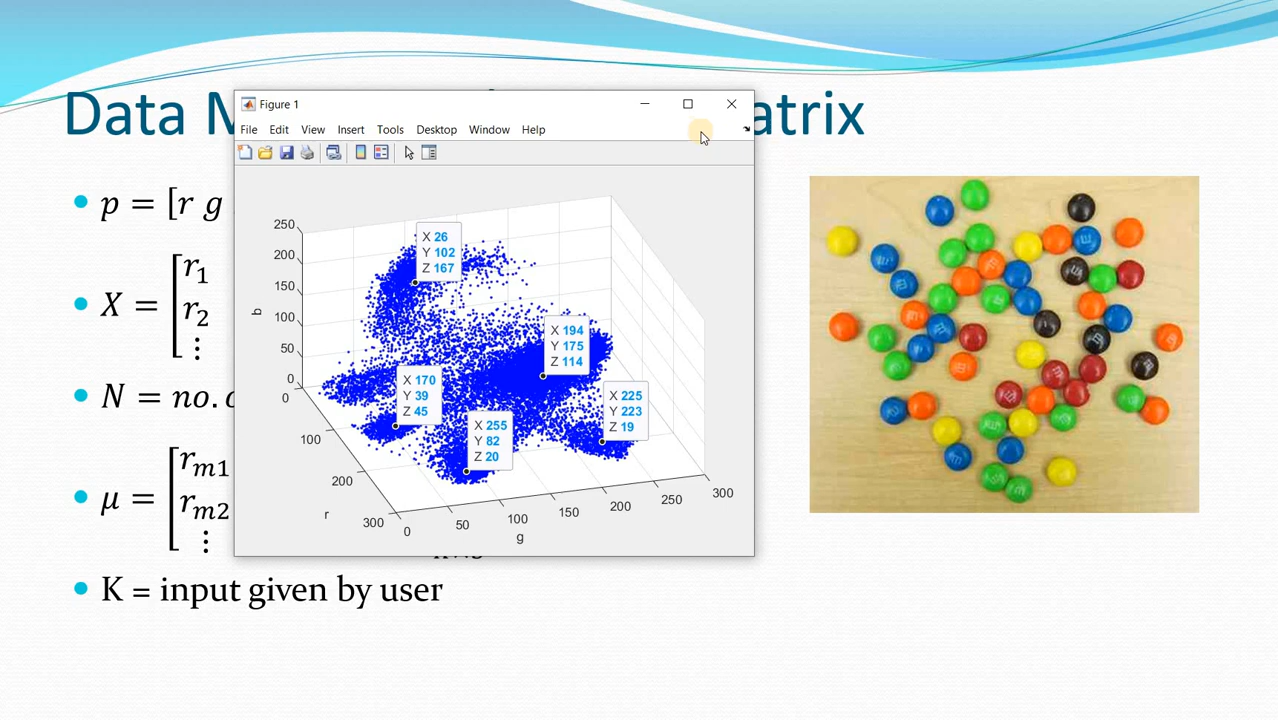 Data M
atrix
Figure 1
File Edit View Insert Tools Desktop Window Help
• p = [r g
• X = [r1
r2
⋮
• N = no. o
• μ = [rm1
rm2
⋮
• K = input given by user
250
200
150
100
50
0
b
0
100
200
300
r
0
50
100
150
200
250
300
g
X 26
Y 102
Z 167
X 194
Y 175
Z 114
X 170
Y 39
Z 45
X 225
Y 223
Z 19
X 255
Y 82
Z 20